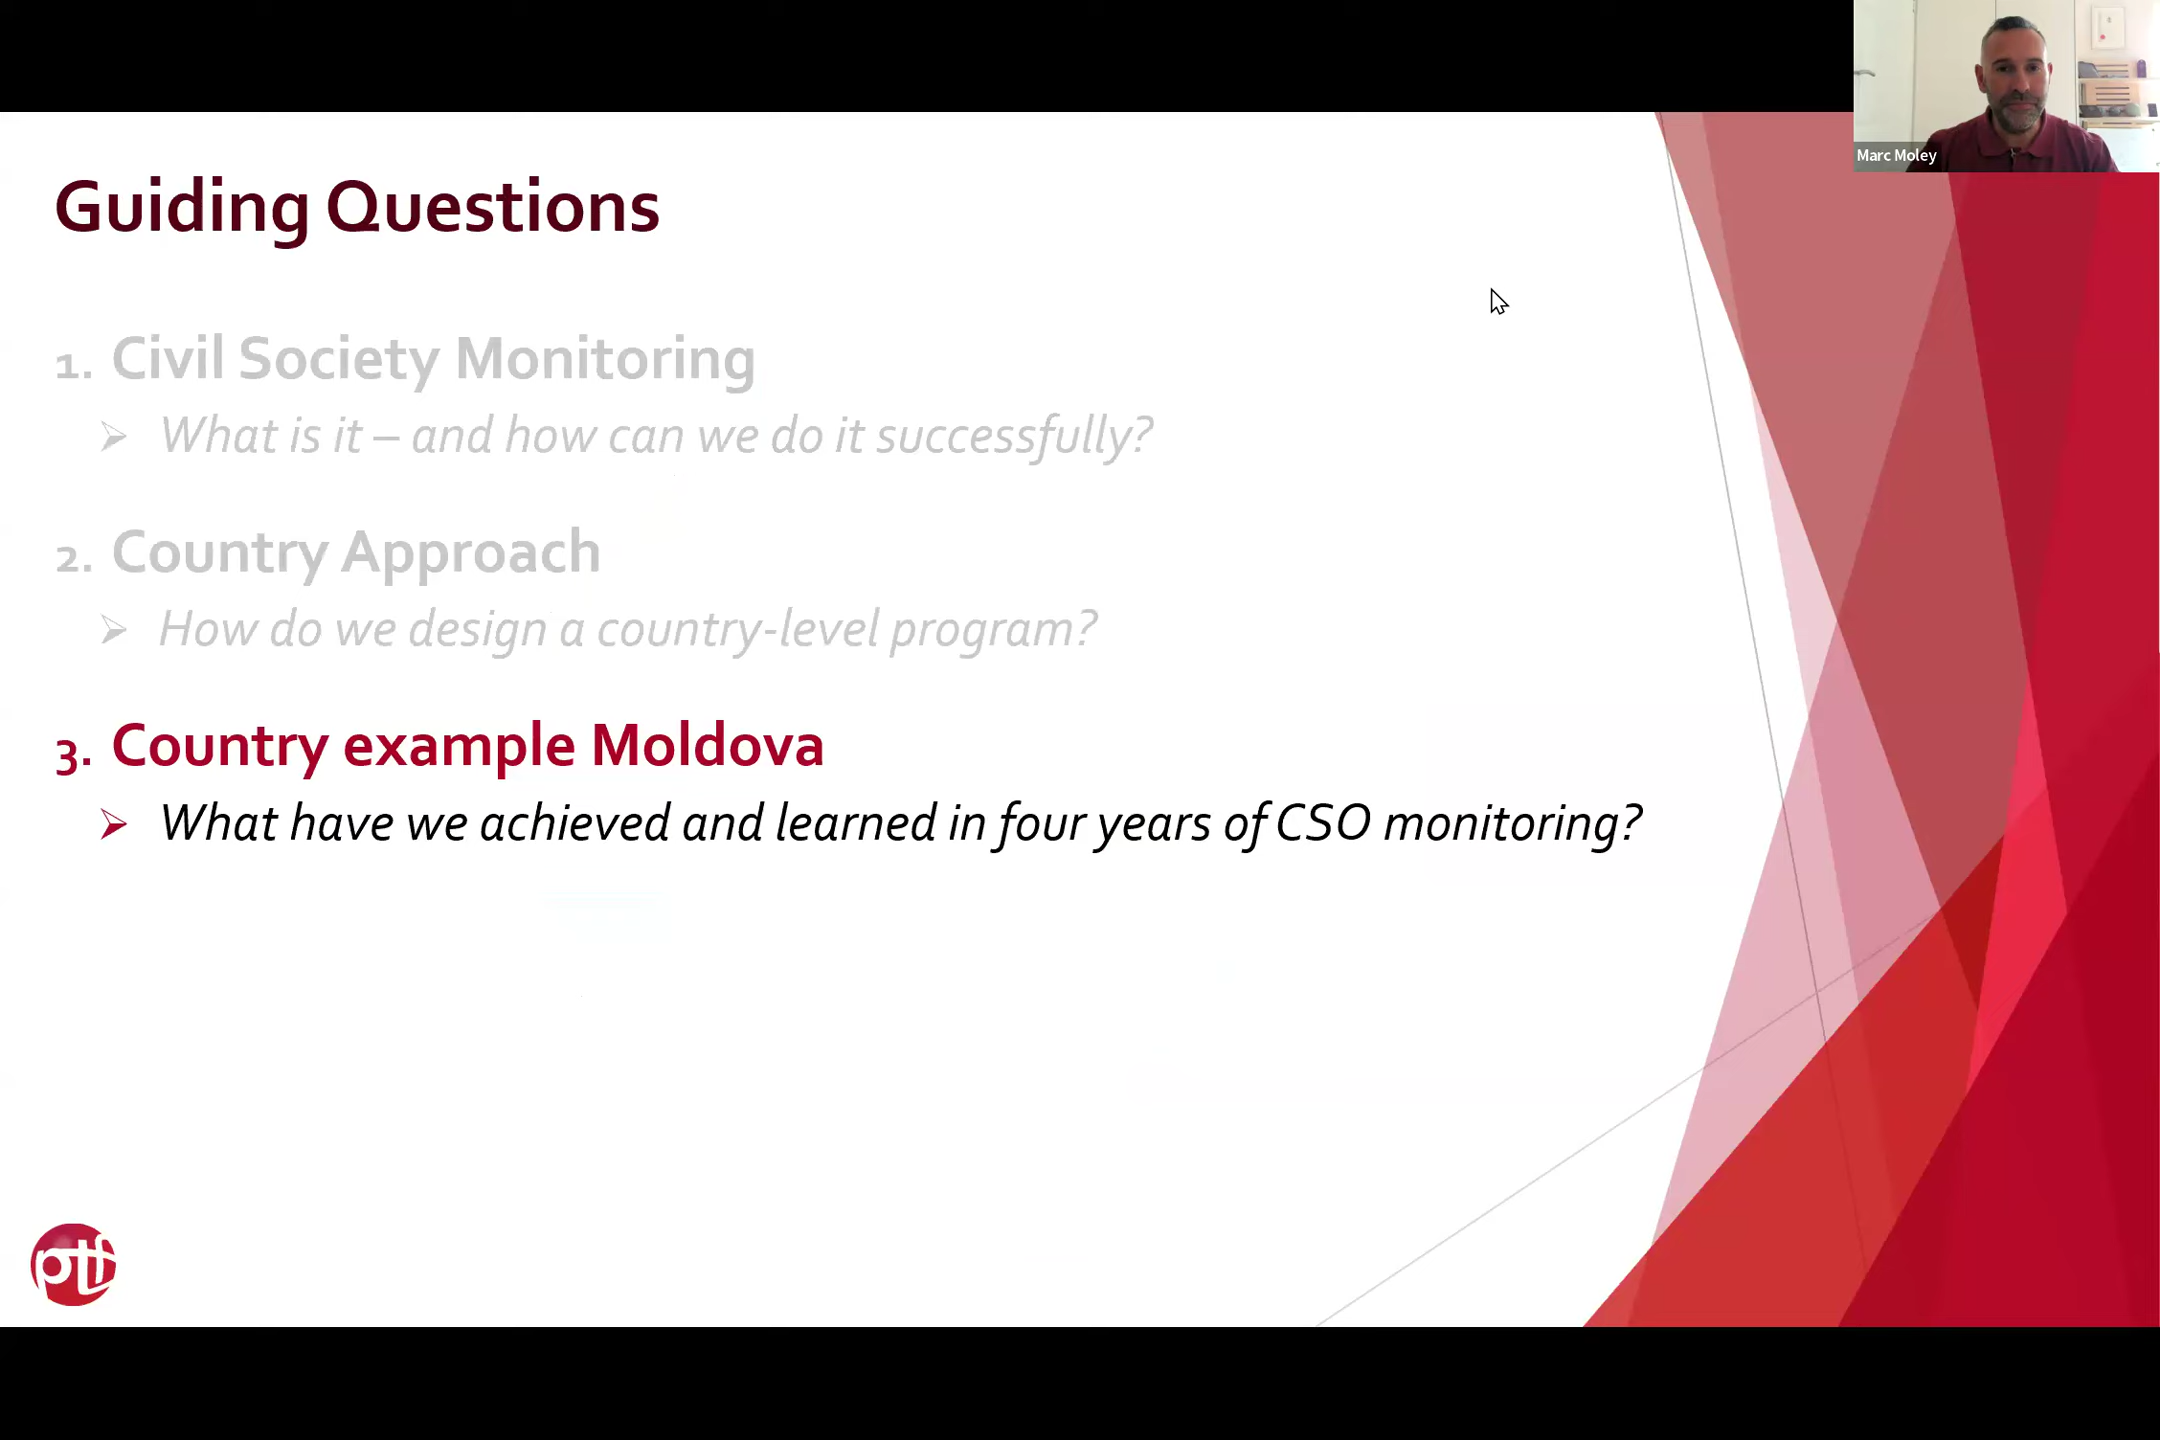 Marc Moley
Guiding Questions
1. Civil Society Monitoring
➢ What is it – and how can we do it successfully?
2. Country Approach
➢ How do we design a country-level program?
3. Country example Moldova
➢ What have we achieved and learned in four years of CSO monitoring?
ptf